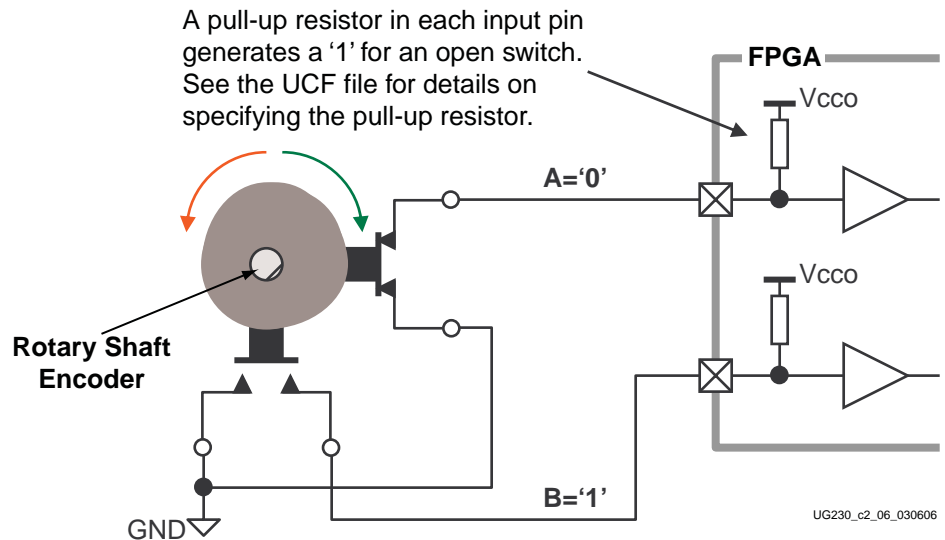 A pull-up resistor in each input pin
generates a ‘1’ for an open switch.
See the UCF file for details on
specifying the pull-up resistor.
FPGA
Vcco
A=‘0’
Vcco
Rotary Shaft
Encoder
B=‘1’
GND
UG230_c2_06_030606